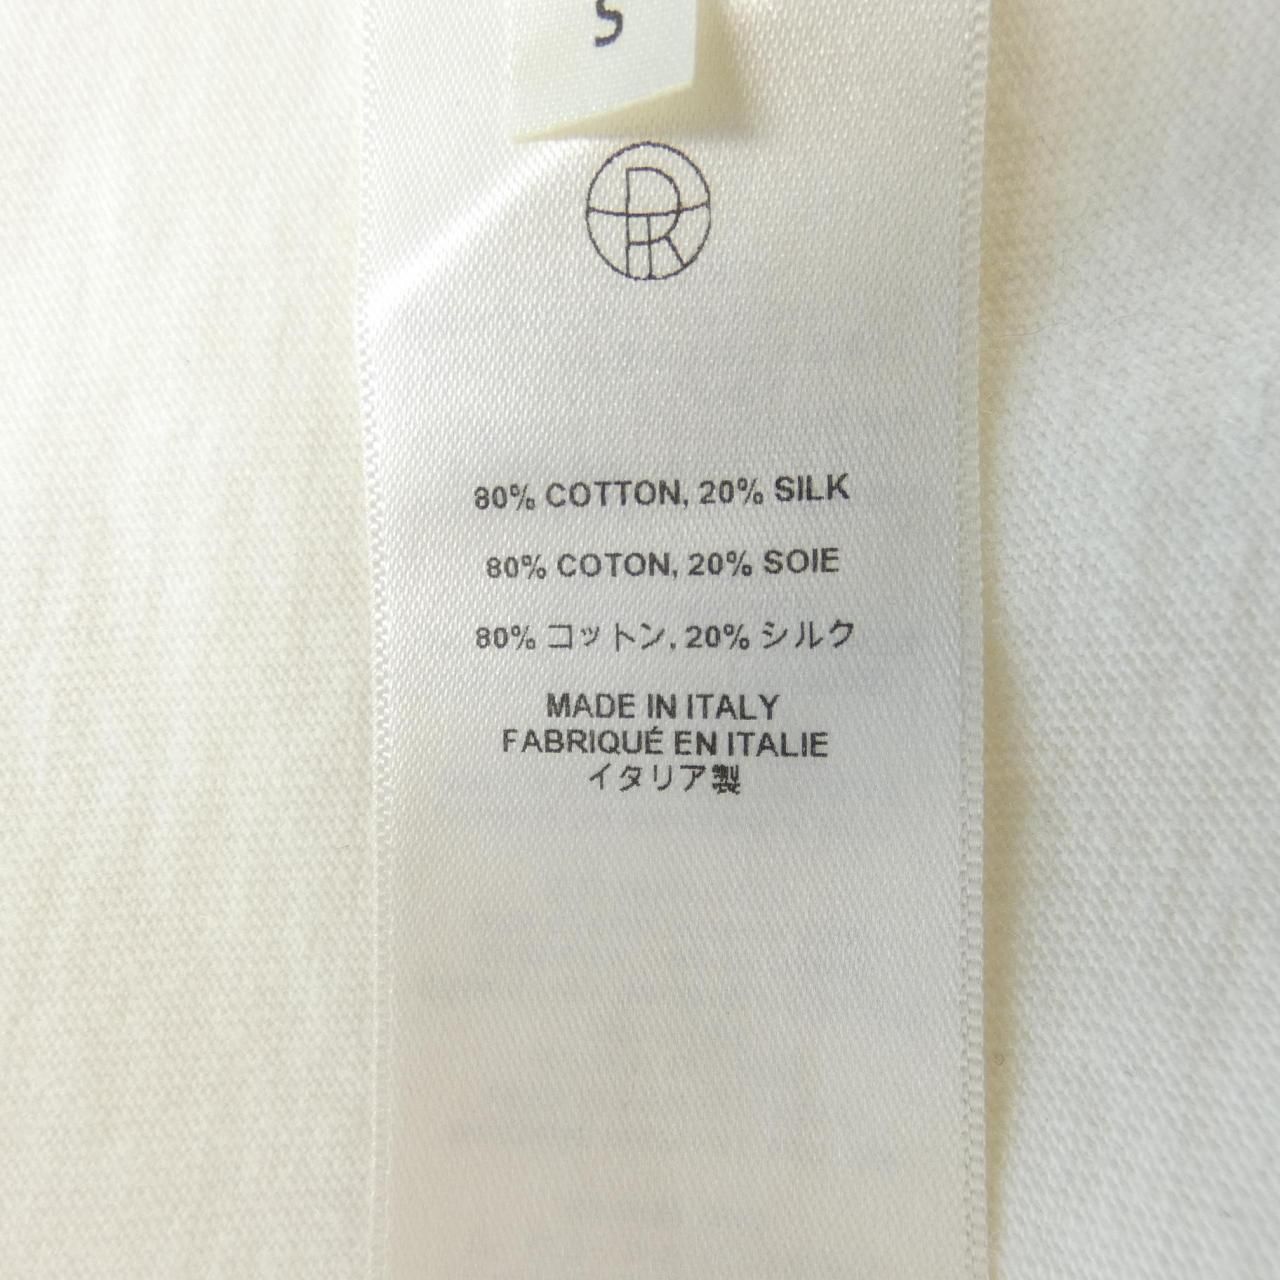 S
80% COTTON, 20% SILK
80% COTON, 20% SOIE
80% コットン, 20% シルク
MADE IN ITALY
FABRIQUÉ EN ITALIE
イタリア製